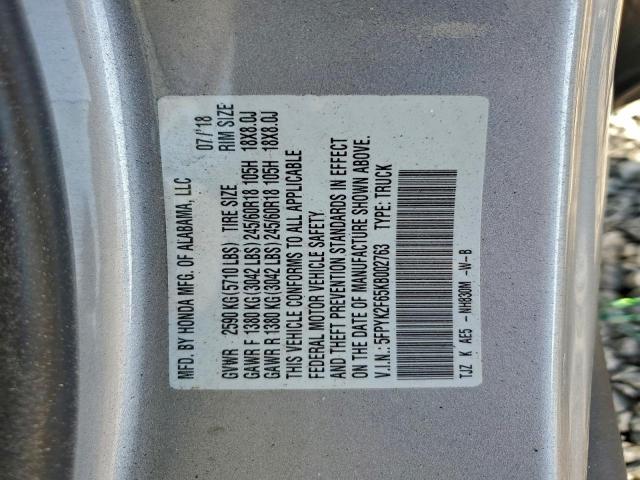 MFD. BY HONDA MFG. OF ALABAMA, LLC 07/'18
GVWR 2590 KG (5710 LBS) TIRE SIZE RIM SIZE
GAWR F 1380 KG (3042 LBS) 245/60R18 105H 18X8.0J
GAWR R 1380 KG (3042 LBS) 245/60R18 105H 18X8.0J
THIS VEHICLE CONFORMS TO ALL APPLICABLE
FEDERAL MOTOR VEHICLE SAFETY
AND THEFT PREVENTION STANDARDS IN EFFECT
ON THE DATE OF MANUFACTURE SHOWN ABOVE.
V.I.N.: 5FPYK2F65KB002763 TYPE: TRUCK
TJZ K AE5 - NH830M -W-B